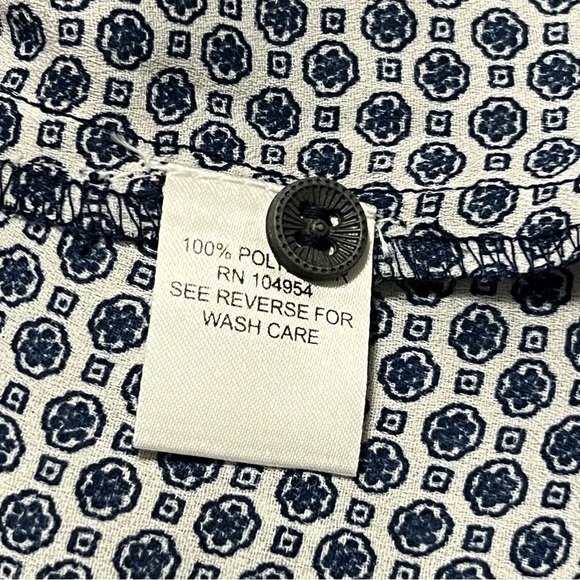 100% POLY
RN 104954
SEE REVERSE FOR
WASH CARE